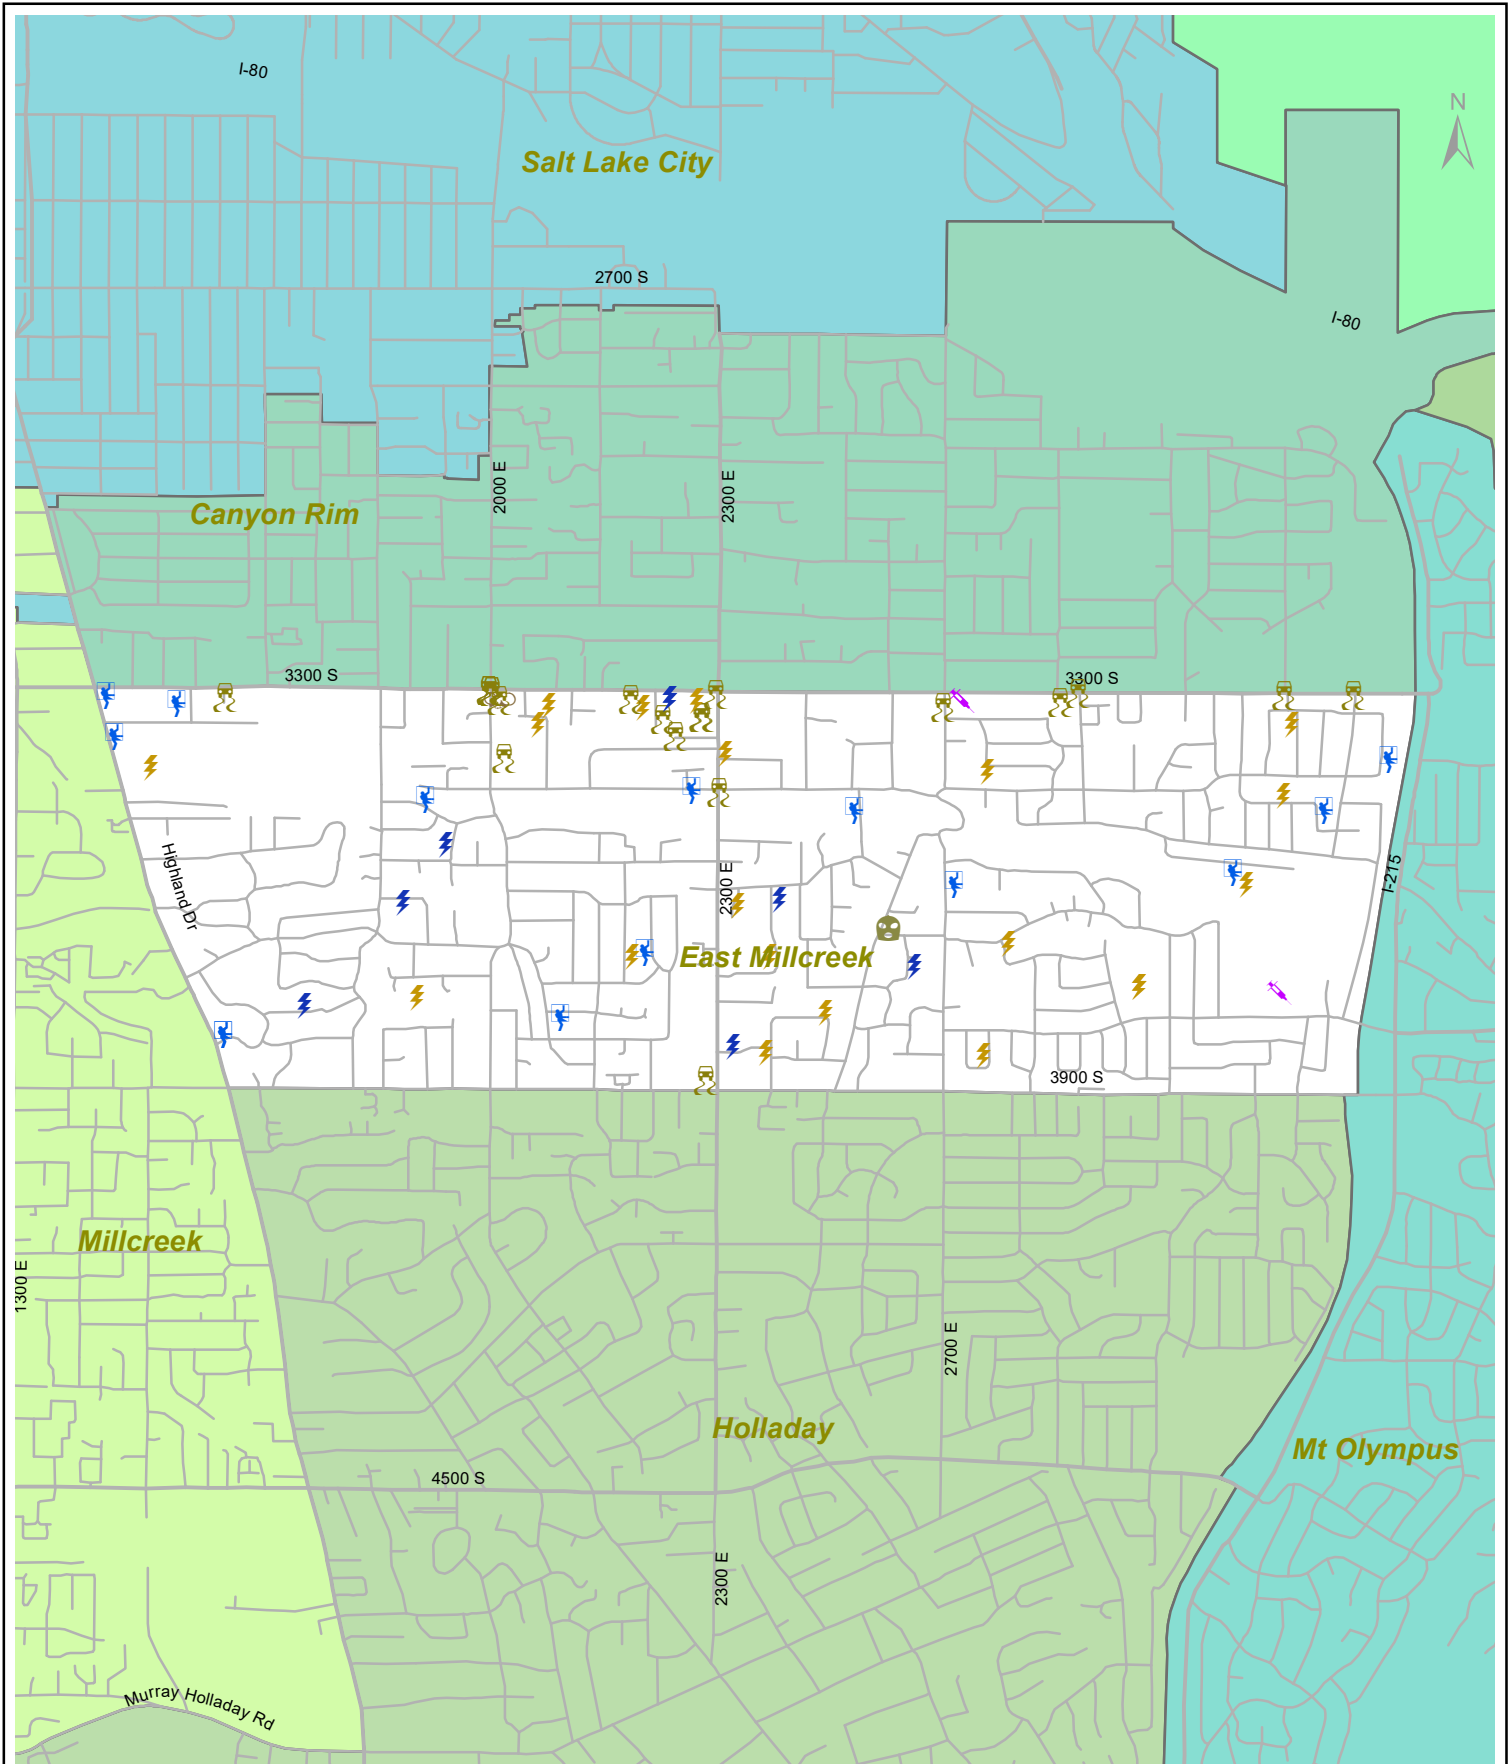 I-80
N
Salt Lake City
2700 S
I-80
2000 E
2300 E
Canyon Rim
3300 S
3300 S
Highland Dr
2300 E
I-215
East Millcreek
3900 S
Millcreek
1300 E
2700 E
Holladay
Mt Olympus
4500 S
2300 E
Murray Holladay Rd